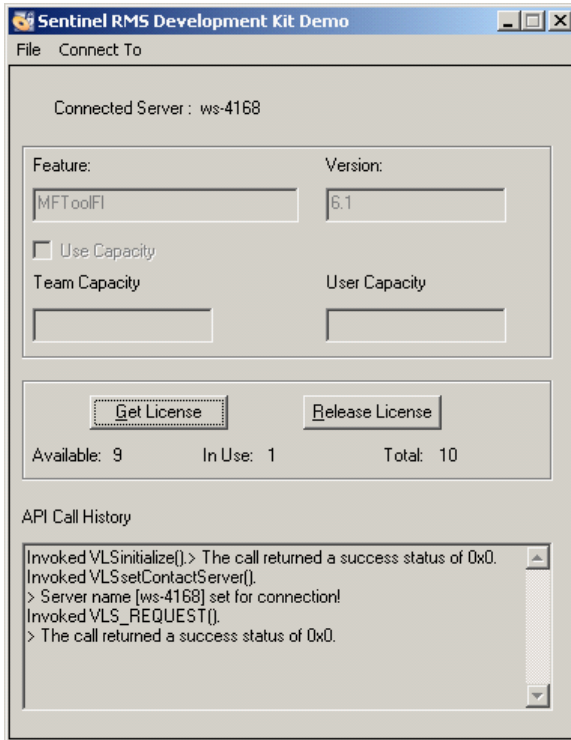 Sentinel RMS Development Kit Demo
File Connect To
Connected Server : ws-4168
Feature: Version:
MFToolFI 6.1
Use Capacity
Team Capacity User Capacity
Get License Release License
Available: 9 In Use: 1 Total: 10
API Call History
Invoked VLSinitialize().> The call returned a success status of 0x0.
Invoked VLSsetContactServer().
> Server name [ws-4168] set for connection!
Invoked VLS_REQUEST().
> The call returned a success status of 0x0.